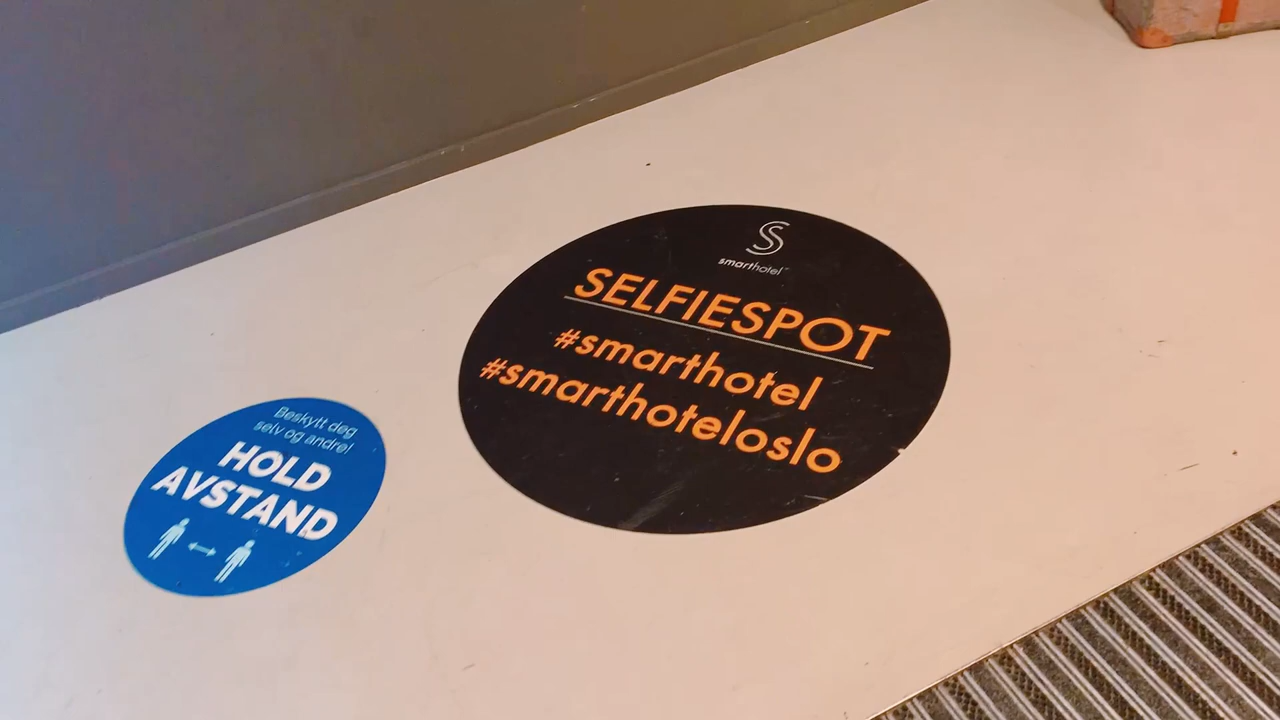 Beskytt deg
selv og andre!
HOLD
AVSTAND
S
smarthotel
SELFIESPOT
#smarthotel
#smarthoteloslo